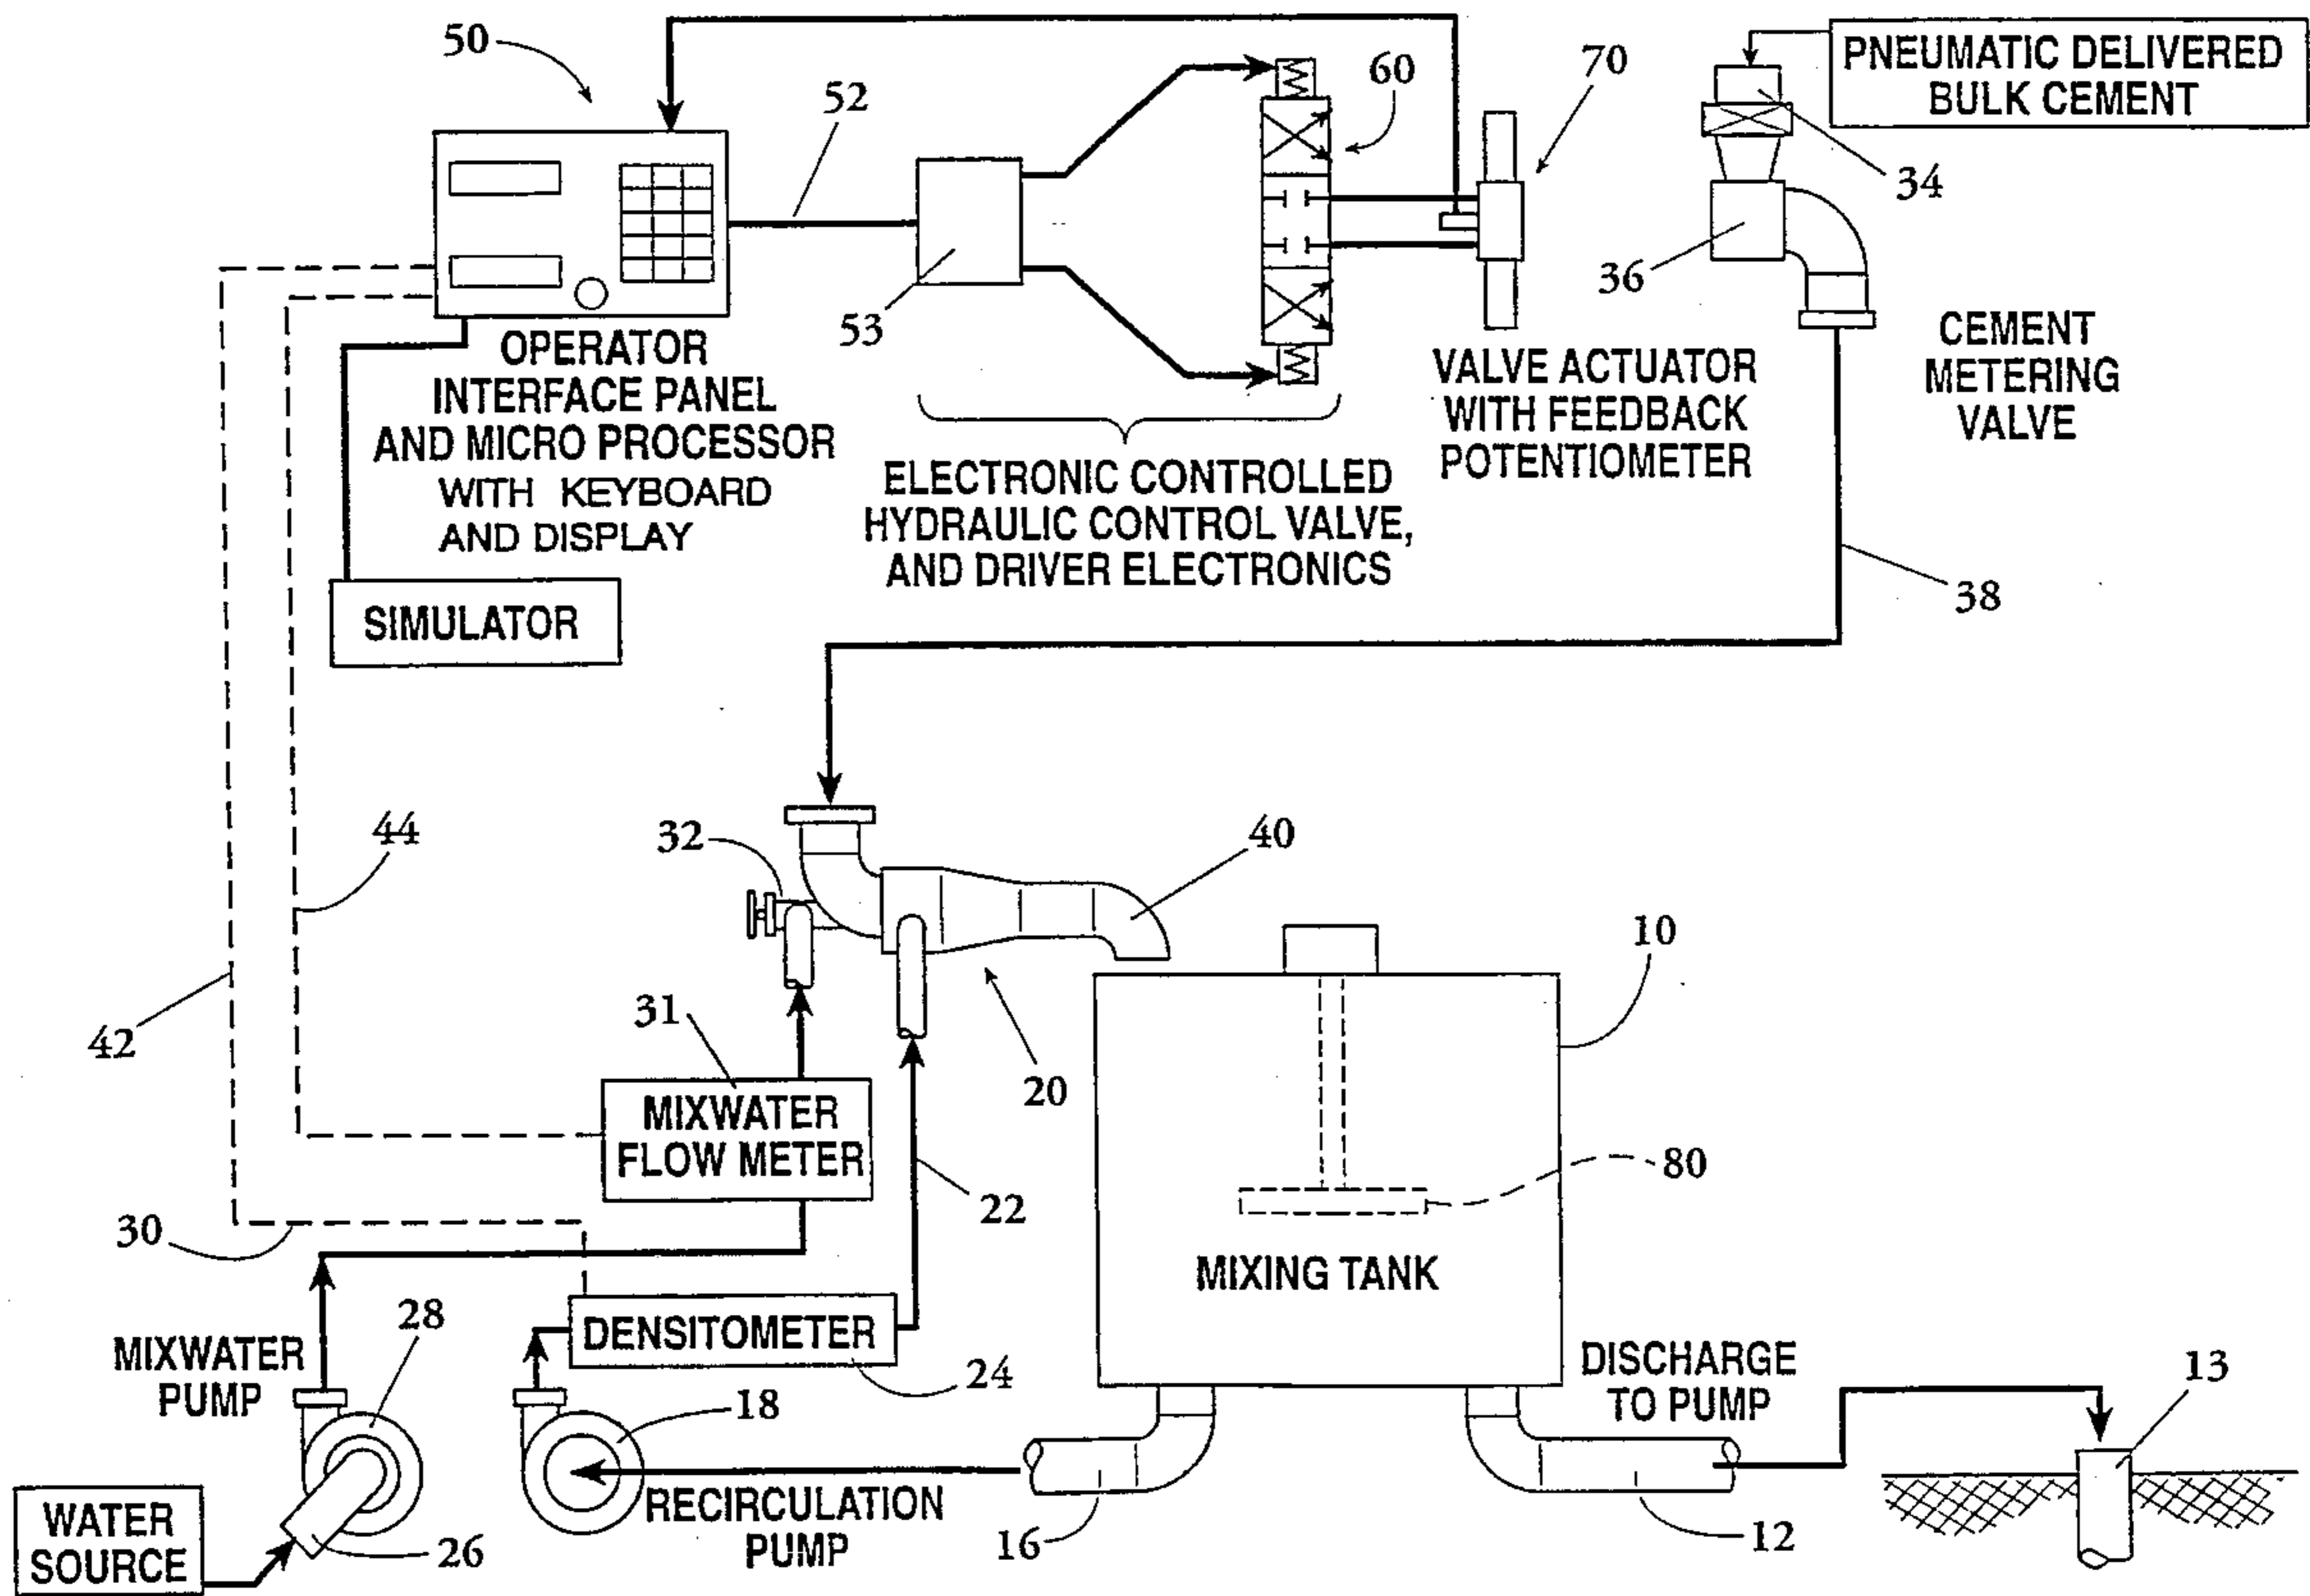 50
52
60
70
PNEUMATIC DELIVERED
BULK CEMENT
34
36
53
OPERATOR
INTERFACE PANEL
AND MICRO PROCESSOR
WITH KEYBOARD
AND DISPLAY
ELECTRONIC CONTROLLED
HYDRAULIC CONTROL VALVE,
AND DRIVER ELECTRONICS
VALVE ACTUATOR
WITH FEEDBACK
POTENTIOMETER
CEMENT
METERING
VALVE
38
SIMULATOR
44
32
40
10
42
31
20
MIXWATER
FLOW METER
22
80
30
MIXING TANK
28
MIXWATER
PUMP
DENSITOMETER
24
18
DISCHARGE
TO PUMP
13
RECIRCULATION
PUMP
16
12
WATER
SOURCE
26